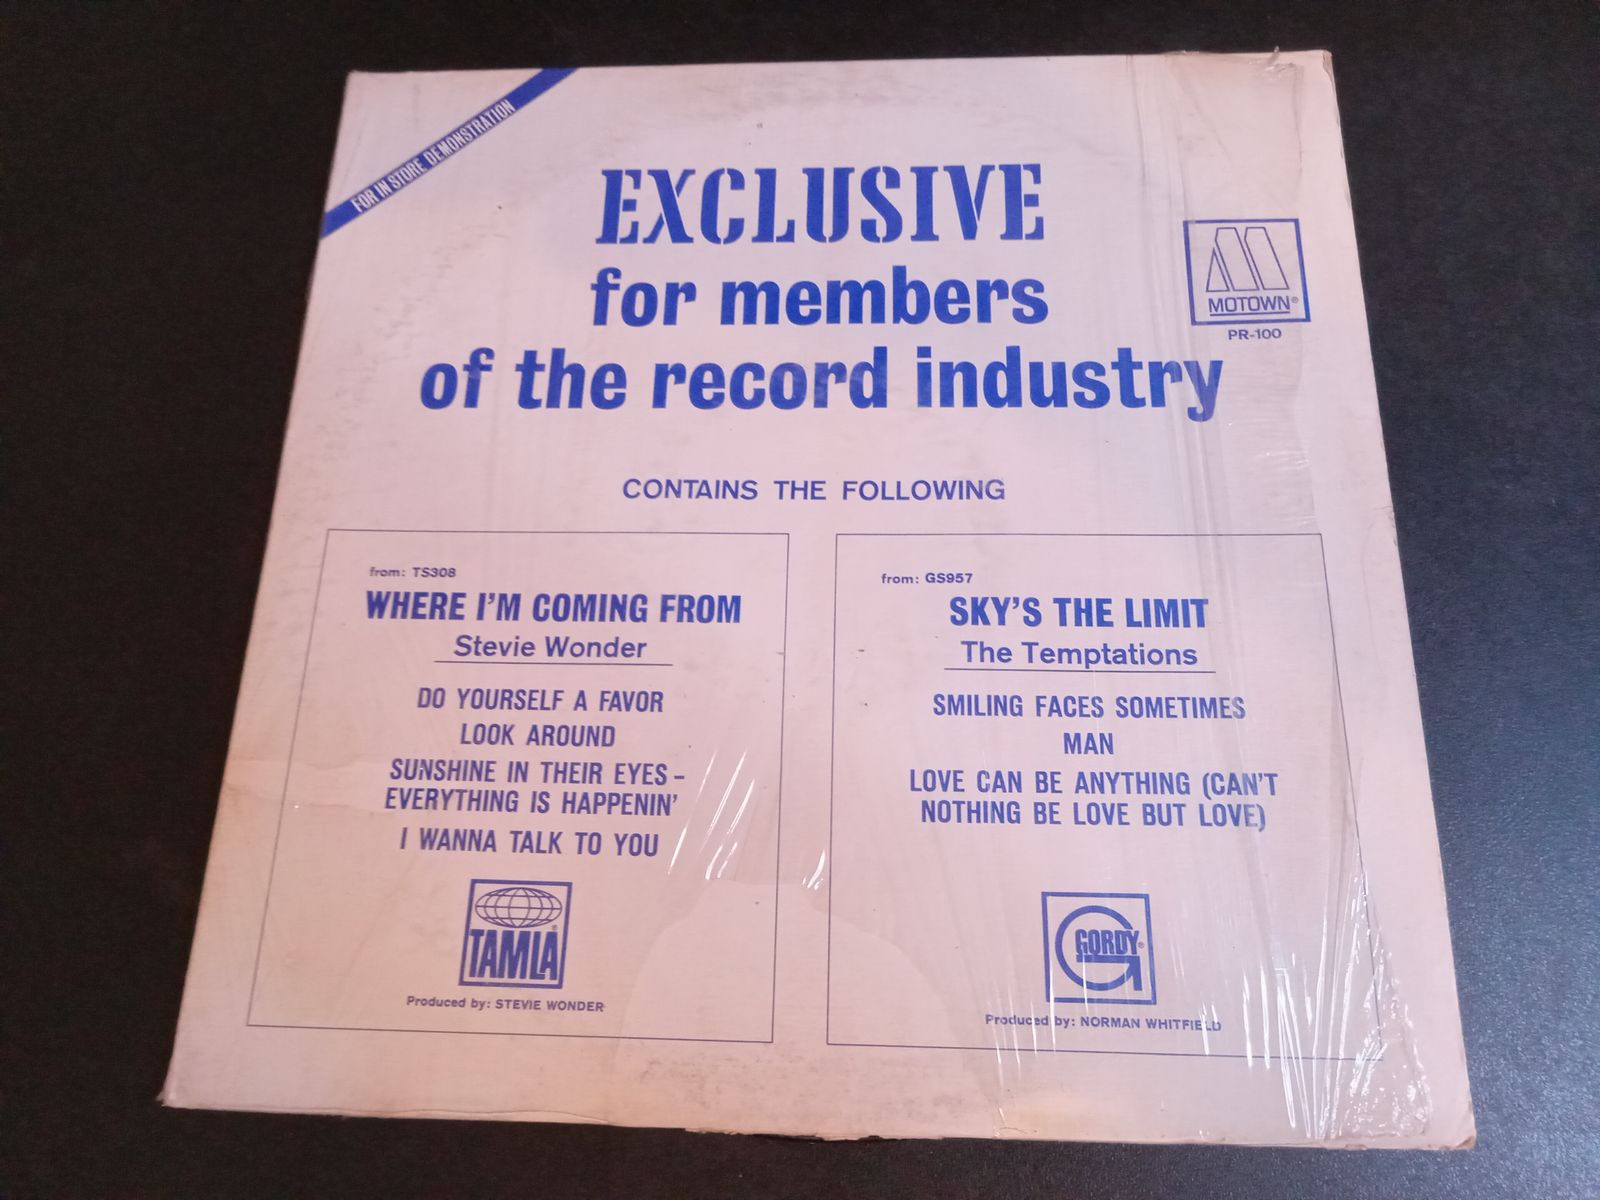 FOR IN STORE DEMONSTRATION
EXCLUSIVE
for members
of the record industry
MOTOWN®
PR-100
CONTAINS THE FOLLOWING
from: TS308
WHERE I'M COMING FROM
Stevie Wonder
DO YOURSELF A FAVOR
LOOK AROUND
SUNSHINE IN THEIR EYES –
EVERYTHING IS HAPPENIN'
I WANNA TALK TO YOU
TAMLA®
Produced by: STEVIE WONDER
from: GS957
SKY'S THE LIMIT
The Temptations
SMILING FACES SOMETIMES
MAN
LOVE CAN BE ANYTHING (CAN'T
NOTHING BE LOVE BUT LOVE)
GORDY®
Produced by: NORMAN WHITFIELD